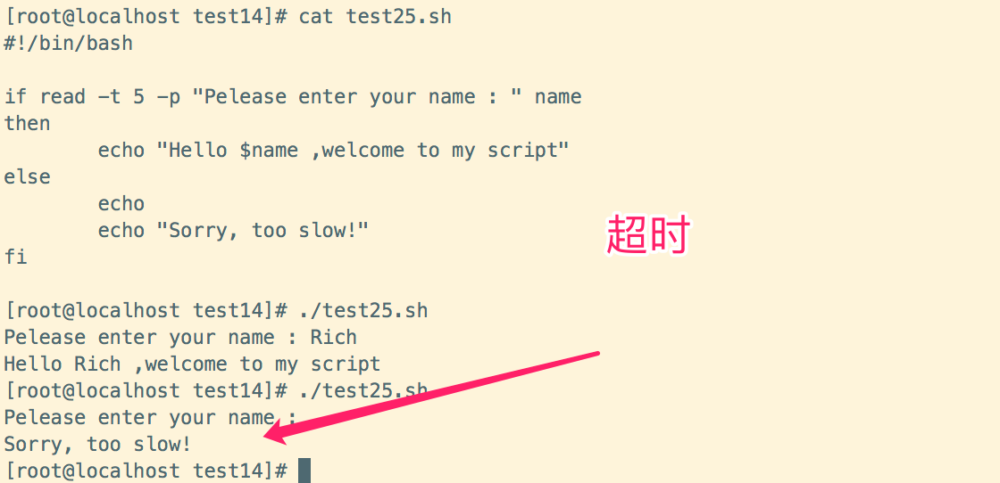 [root@localhost test14]# cat test25.sh
#!/bin/bash
if read -t 5 -p "Pelease enter your name : " name
then
echo "Hello $name ,welcome to my script"
else
echo
echo "Sorry, too slow!"
超时
fi
[root@localhost test14]# ./test25.sh
Pelease enter your name : Rich
Hello Rich ,welcome to my script
[root@localhost test14]# ./test25.sh
Pelease enter your name :
Sorry, too slow!
[root@localhost test14]#